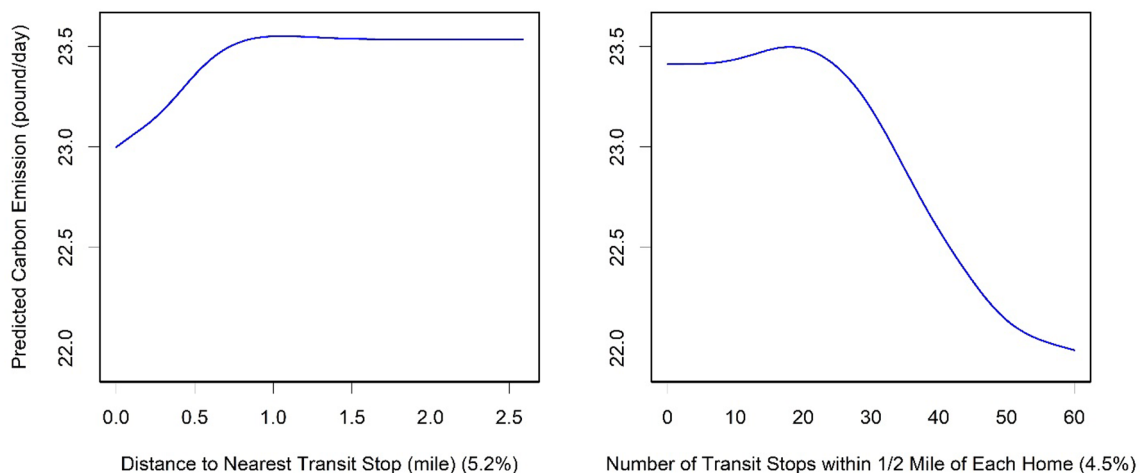 Predicted Carbon Emission (pound/day)
23.5
23.0
22.5
22.0
0.0 0.5 1.0 1.5 2.0 2.5
Distance to Nearest Transit Stop (mile) (5.2%)
23.5
23.0
22.5
22.0
0 10 20 30 40 50 60
Number of Transit Stops within 1/2 Mile of Each Home (4.5%)